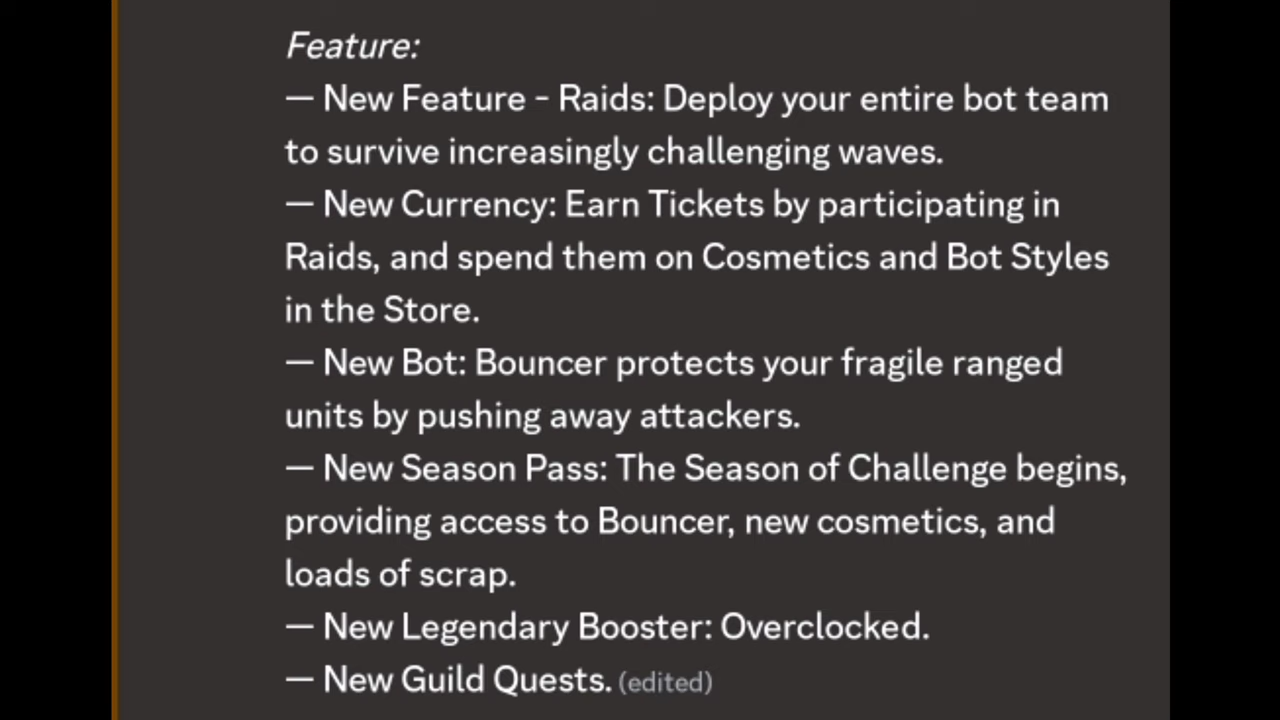 Feature:
— New Feature - Raids: Deploy your entire bot team
to survive increasingly challenging waves.
— New Currency: Earn Tickets by participating in
Raids, and spend them on Cosmetics and Bot Styles
in the Store.
— New Bot: Bouncer protects your fragile ranged
units by pushing away attackers.
— New Season Pass: The Season of Challenge begins,
providing access to Bouncer, new cosmetics, and
loads of scrap.
— New Legendary Booster: Overclocked.
— New Guild Quests. (edited)